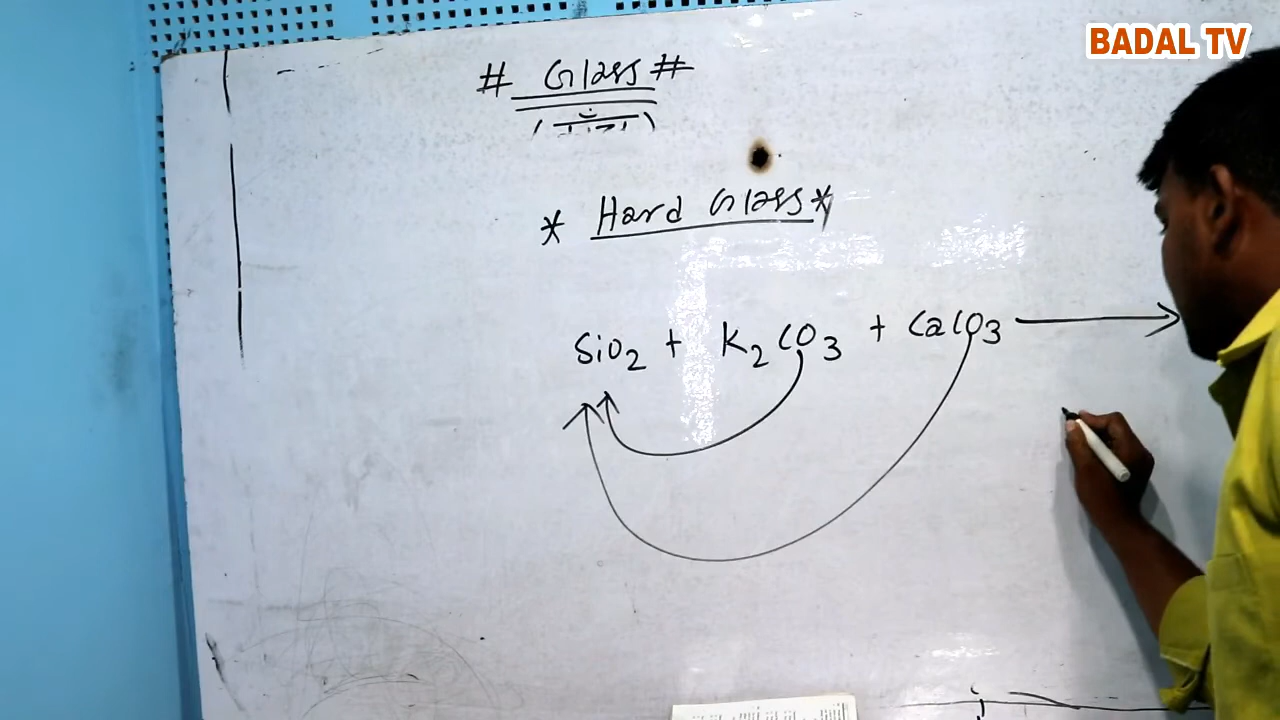 BADAL TV
# Glass #
* Hard Glass *
SiO2 + K2CO3 + CaCO3 ⟶